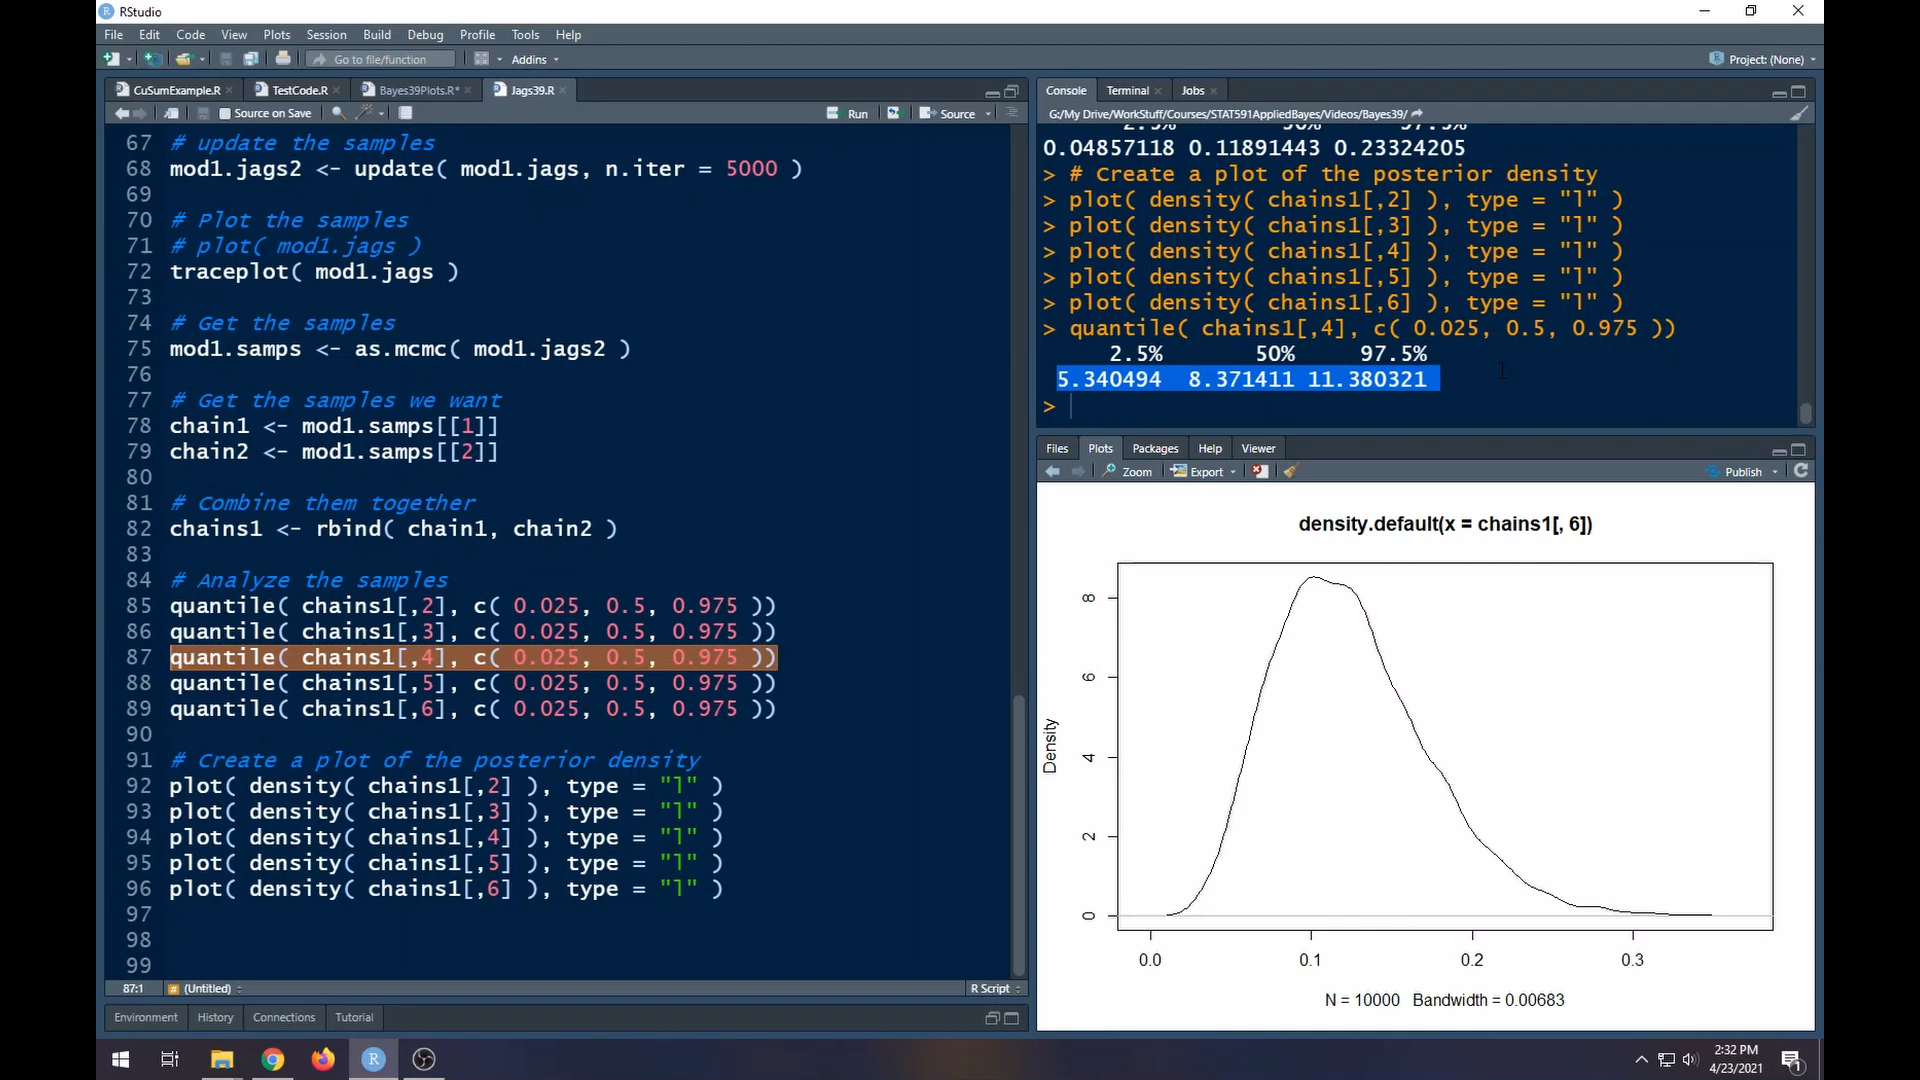 RStudio
File Edit Code View Plots Session Build Debug Profile Tools Help
Go to file/function Addins Project: (None)
CuSumExample.R TestCode.R Bayes39Plots.R* Jags39.R
Source on Save Run Source
67 # update the samples
68 mod1.jags2 <- update( mod1.jags, n.iter = 5000 )
69
70 # Plot the samples
71 # plot( mod1.jags )
72 traceplot( mod1.jags )
73
74 # Get the samples
75 mod1.samps <- as.mcmc( mod1.jags2 )
76
77 # Get the samples we want
78 chain1 <- mod1.samps[[1]]
79 chain2 <- mod1.samps[[2]]
80
81 # Combine them together
82 chains1 <- rbind( chain1, chain2 )
83
84 # Analyze the samples
85 quantile( chains1[,2], c( 0.025, 0.5, 0.975 ))
86 quantile( chains1[,3], c( 0.025, 0.5, 0.975 ))
87 quantile( chains1[,4], c( 0.025, 0.5, 0.975 ))
88 quantile( chains1[,5], c( 0.025, 0.5, 0.975 ))
89 quantile( chains1[,6], c( 0.025, 0.5, 0.975 ))
90
91 # Create a plot of the posterior density
92 plot( density( chains1[,2] ), type = "l" )
93 plot( density( chains1[,3] ), type = "l" )
94 plot( density( chains1[,4] ), type = "l" )
95 plot( density( chains1[,5] ), type = "l" )
96 plot( density( chains1[,6] ), type = "l" )
97
98
99
87:1 (Untitled) R Script
Environment History Connections Tutorial
Console Terminal Jobs
G:/My Drive/WorkStuff/Courses/STAT591AppliedBayes/Videos/Bayes39/
2.5% 50% 97.5%
0.04857118 0.11891443 0.23324205
> # Create a plot of the posterior density
> plot( density( chains1[,2] ), type = "l" )
> plot( density( chains1[,3] ), type = "l" )
> plot( density( chains1[,4] ), type = "l" )
> plot( density( chains1[,5] ), type = "l" )
> plot( density( chains1[,6] ), type = "l" )
> quantile( chains1[,4], c( 0.025, 0.5, 0.975 ))
2.5% 50% 97.5%
5.340494 8.371411 11.380321
>
Files Plots Packages Help Viewer
Zoom Export Publish
density.default(x = chains1[, 6])
Density
8
6
4
2
0
0.0 0.1 0.2 0.3
N = 10000 Bandwidth = 0.00683
2:32 PM
4/23/2021
1